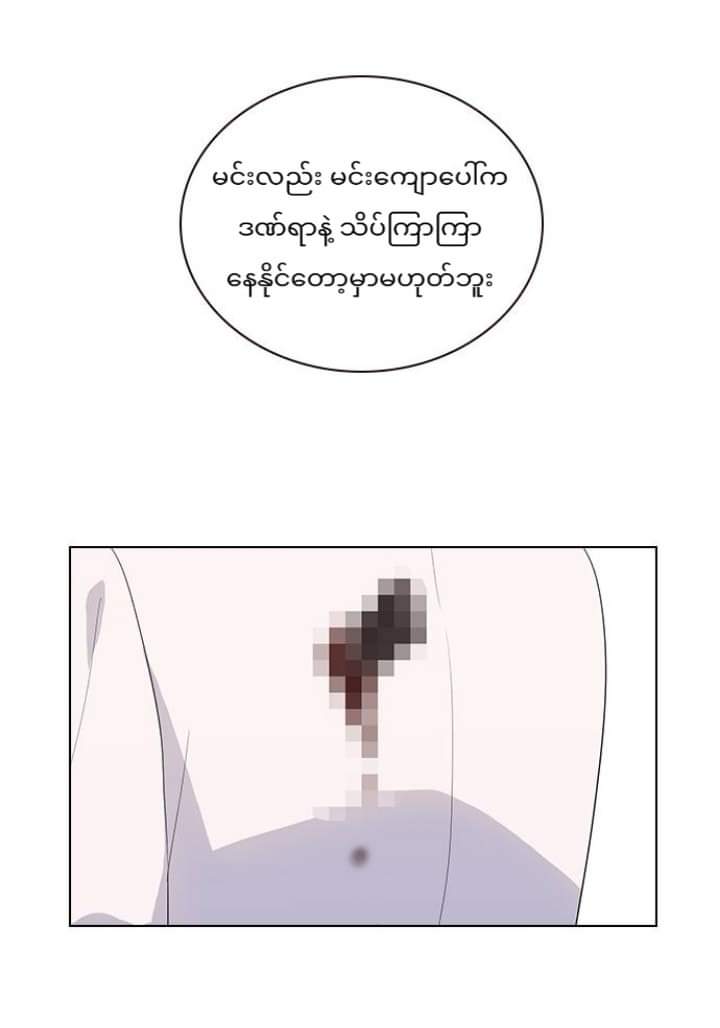 မင်းလည်း မင်းကျောပေါ်က
ဒဏ်ရာနဲ့ သိပ်ကြာကြာ
နေနိုင်တော့မှာမဟုတ်ဘူး